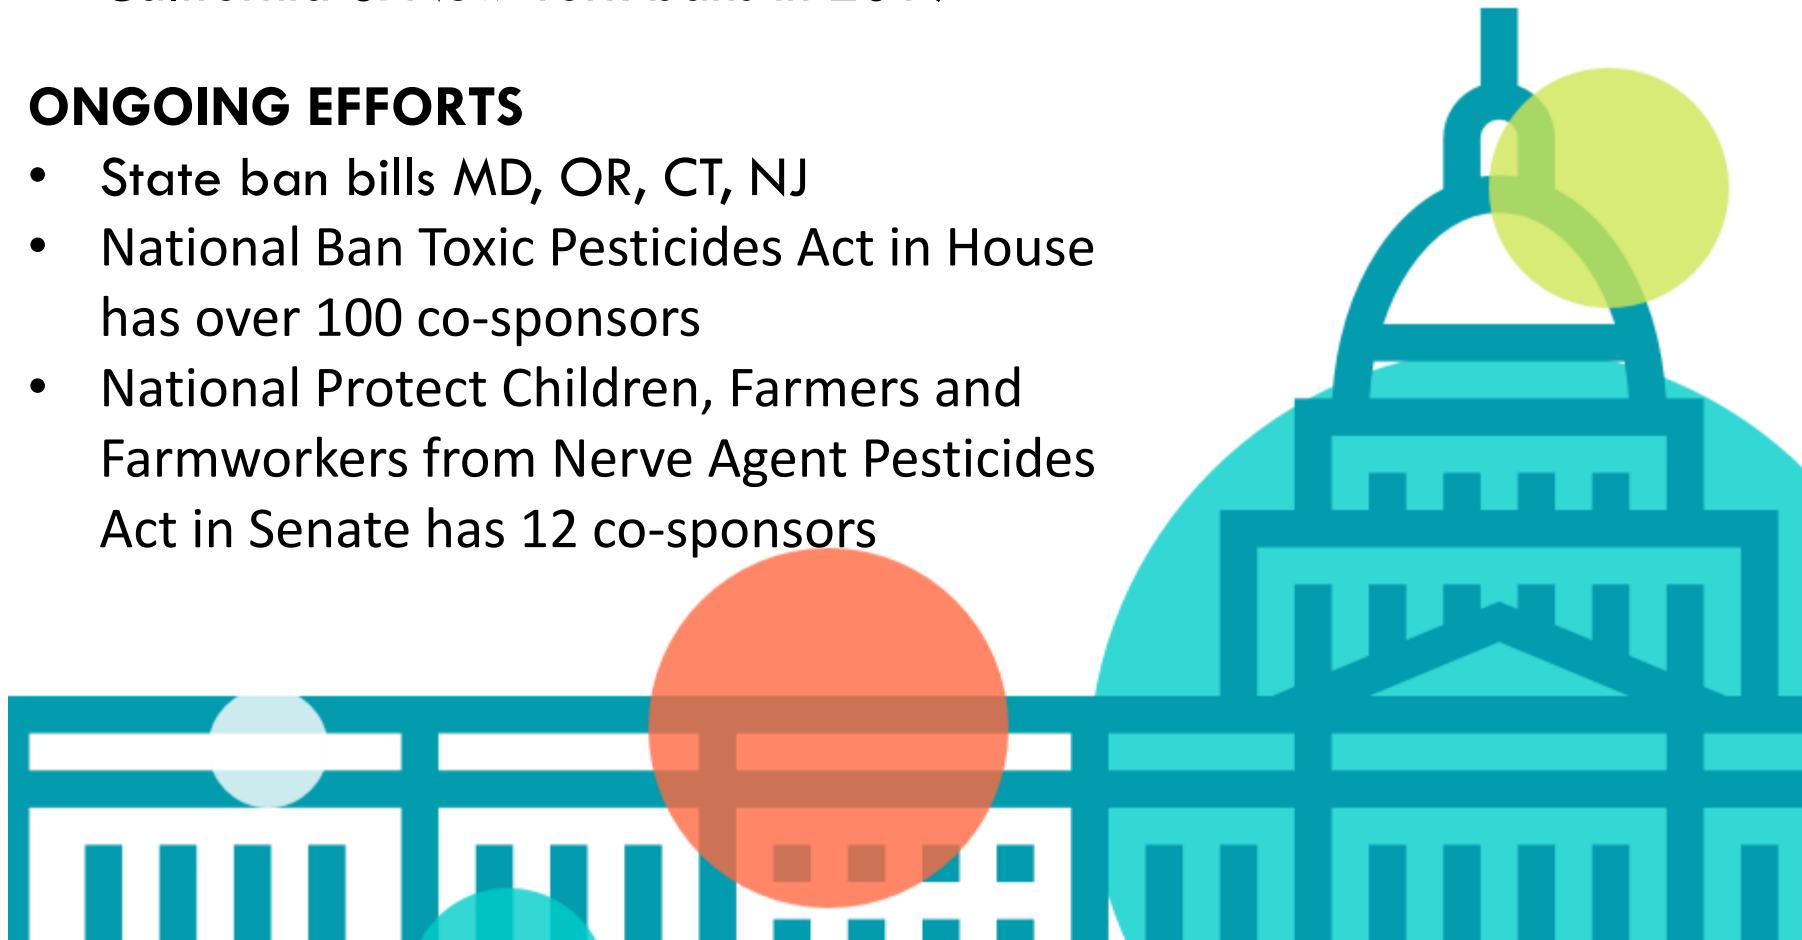 ONGOING EFFORTS
• State ban bills MD, OR, CT, NJ
• National Ban Toxic Pesticides Act in House
has over 100 co-sponsors
• National Protect Children, Farmers and
Farmworkers from Nerve Agent Pesticides
Act in Senate has 12 co-sponsors